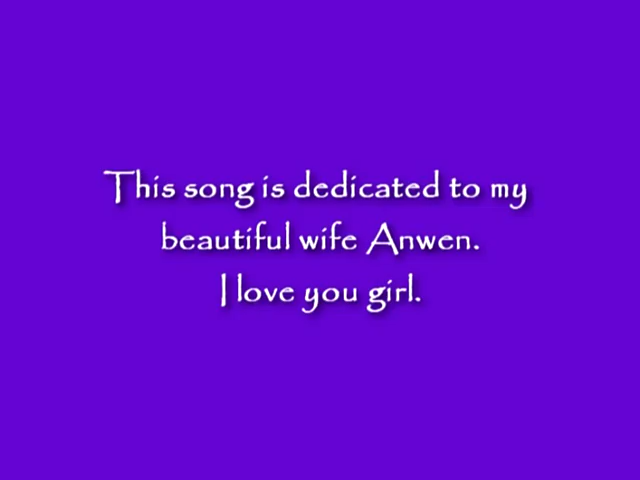 This song is dedicated to my
beautiful wife Anwen.
I love you girl.